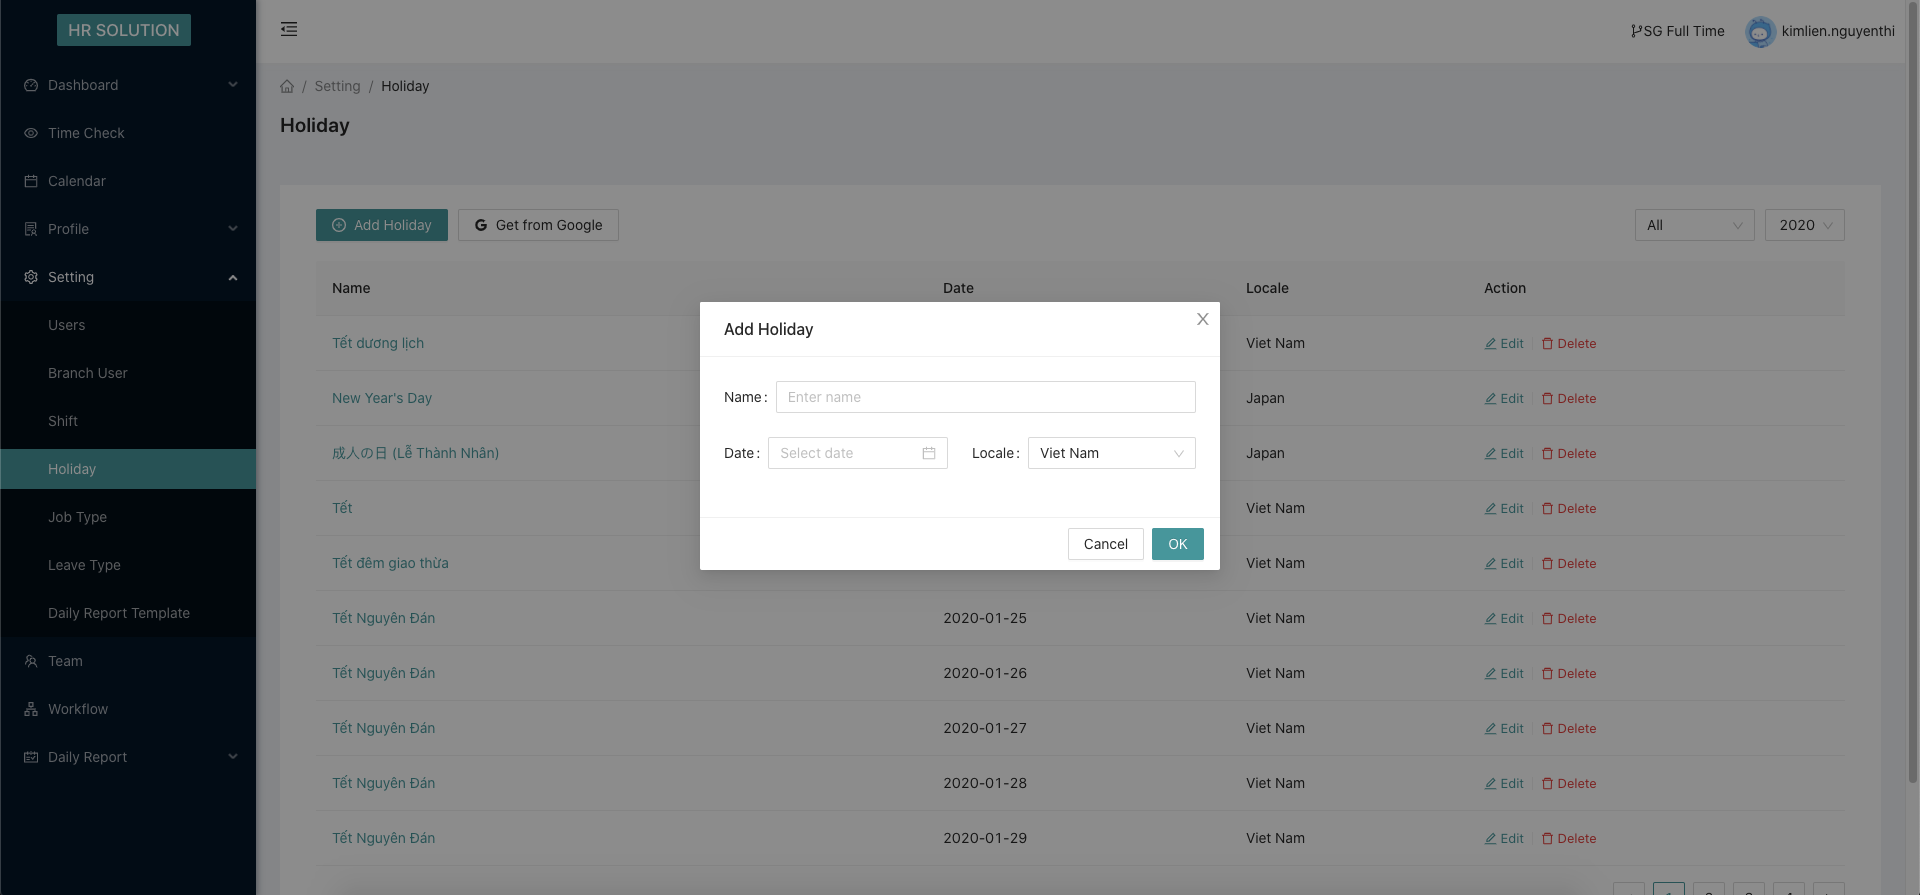 HR SOLUTION
SG Full Time
kimlien.nguyenthi
Dashboard
Time Check
Calendar
Profile
Setting
Users
Branch User
Shift
Holiday
Job Type
Leave Type
Daily Report Template
Team
Workflow
Daily Report
/ Setting / Holiday
Holiday
Add Holiday
Get from Google
All
2020
Name Date Locale Action
Tết dương lịch Viet Nam Edit Delete
New Year's Day Japan Edit Delete
成人の日 (Lễ Thành Nhân) Japan Edit Delete
Tết Viet Nam Edit Delete
Tết đêm giao thừa Viet Nam Edit Delete
Tết Nguyên Đán 2020-01-25 Viet Nam Edit Delete
Tết Nguyên Đán 2020-01-26 Viet Nam Edit Delete
Tết Nguyên Đán 2020-01-27 Viet Nam Edit Delete
Tết Nguyên Đán 2020-01-28 Viet Nam Edit Delete
Tết Nguyên Đán 2020-01-29 Viet Nam Edit Delete
Add Holiday
Name: Enter name
Date: Select date Locale: Viet Nam
Cancel OK